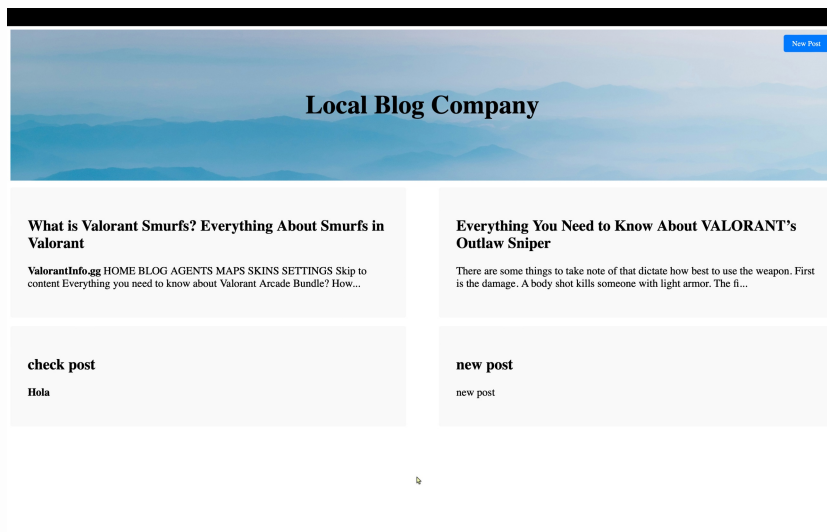 New Post
Local Blog Company
What is Valorant Smurfs? Everything About Smurfs in
Valorant
ValorantInfo.gg HOME BLOG AGENTS MAPS SKINS SETTINGS Skip to
content Everything you need to know about Valorant Arcade Bundle? How...
Everything You Need to Know About VALORANT’s
Outlaw Sniper
There are some things to take note of that dictate how best to use the weapon. First
is the damage. A body shot kills someone with light armor. The fi...
check post
Hola
new post
new post